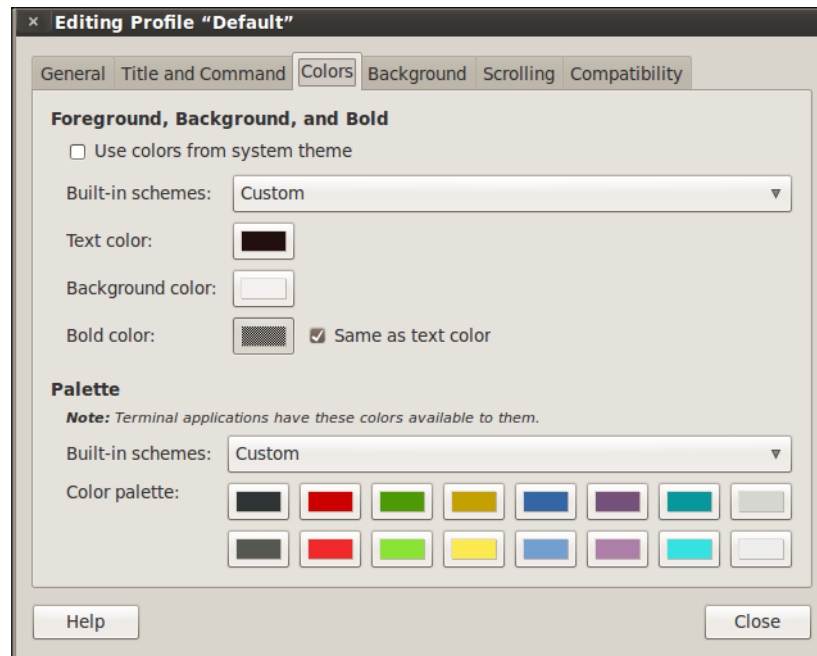 × Editing Profile “Default”
General Title and Command Colors Background Scrolling Compatibility
Foreground, Background, and Bold
Use colors from system theme
Built-in schemes: Custom
Text color:
Background color:
Bold color: Same as text color
Palette
Note: Terminal applications have these colors available to them.
Built-in schemes: Custom
Color palette:
Help Close